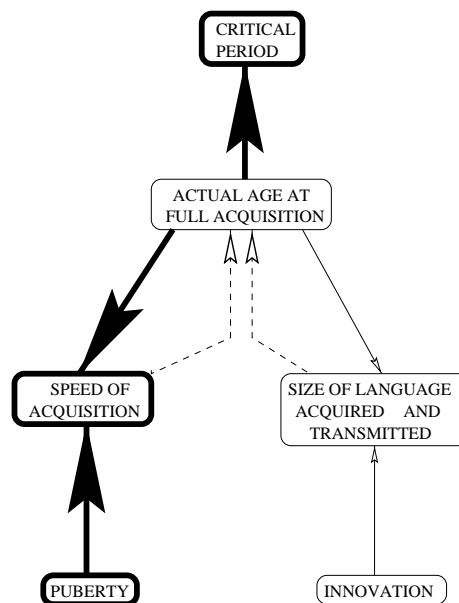 CRITICAL
PERIOD
ACTUAL AGE AT
FULL ACQUISITION
SPEED OF
ACQUISITION
SIZE OF LANGUAGE
ACQUIRED AND
TRANSMITTED
PUBERTY
INNOVATION